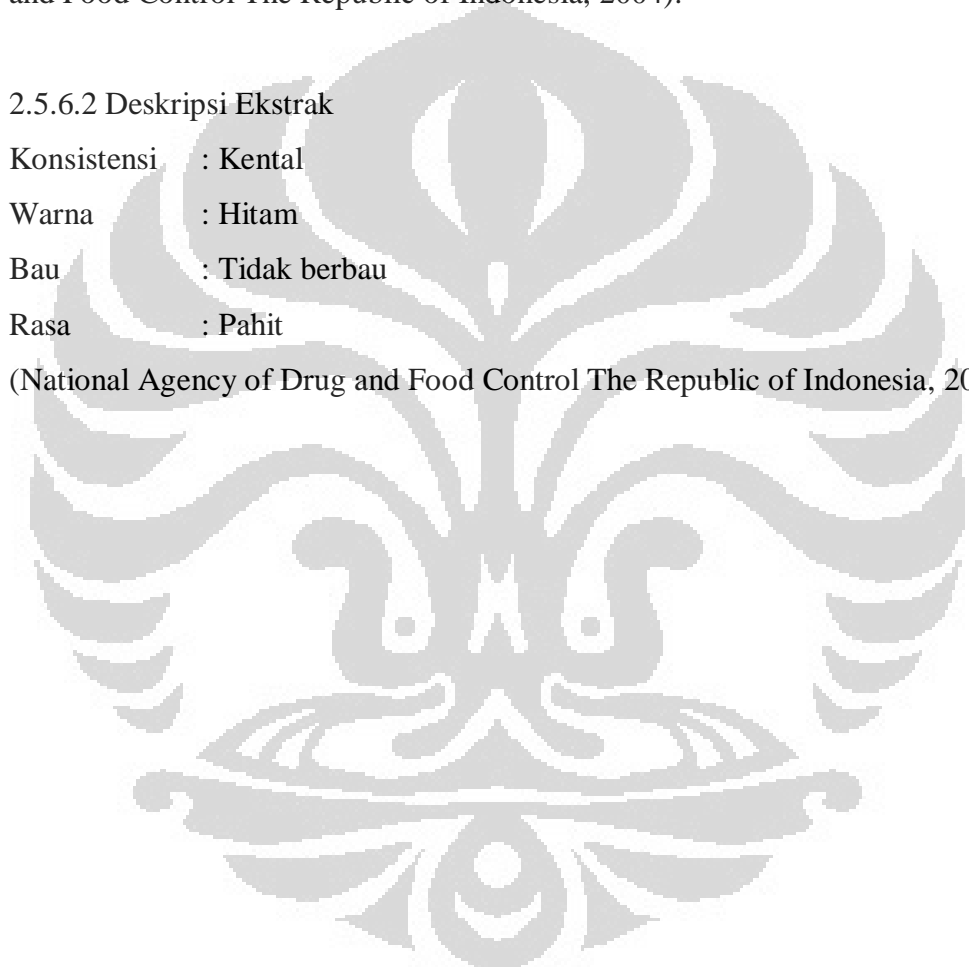 and Food Control The Republic of Indonesia, 2004).
2.5.6.2 Deskripsi Ekstrak
Konsistensi : Kental
Warna : Hitam
Bau : Tidak berbau
Rasa : Pahit
(National Agency of Drug and Food Control The Republic of Indonesia, 20